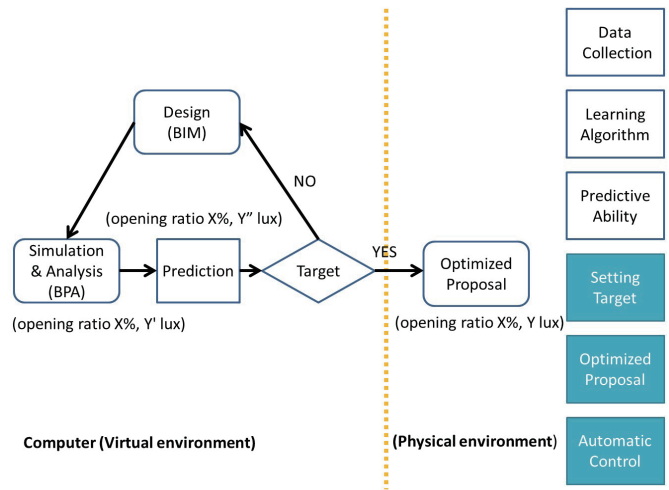 Design
(BIM)
NO
(opening ratio X%, Y” lux)
Simulation
& Analysis
(BPA)
Prediction
Target
YES
Optimized
Proposal
(opening ratio X%, Y' lux)
(opening ratio X%, Y lux)
Computer (Virtual environment)
(Physical environment)
Data
Collection
Learning
Algorithm
Predictive
Ability
Setting
Target
Optimized
Proposal
Automatic
Control